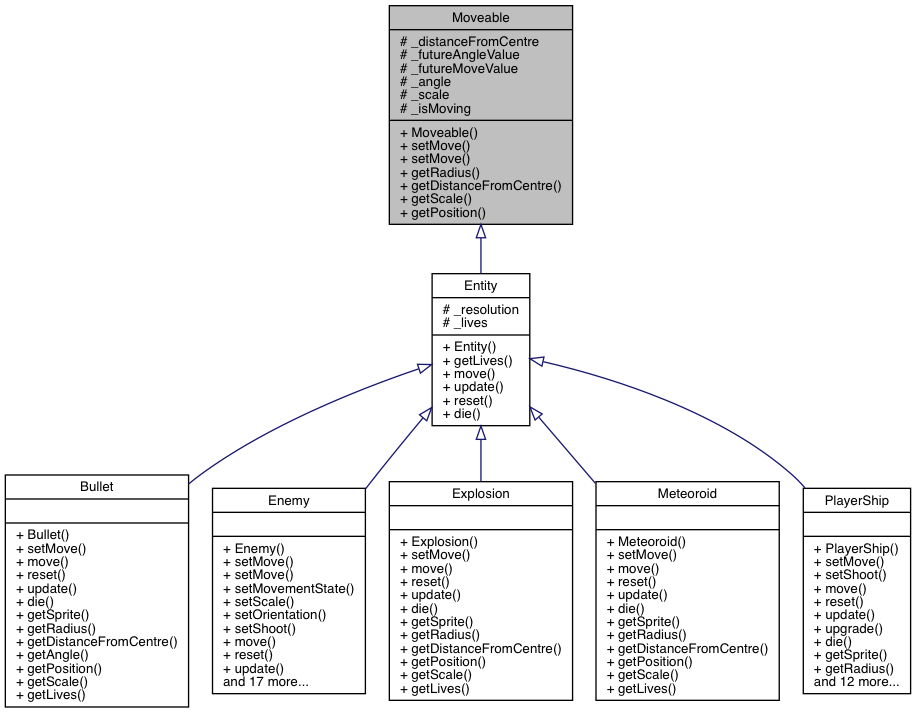 Moveable
# _distanceFromCentre
# _futureAngleValue
# _futureMoveValue
# _angle
# _scale
# _isMoving
+ Moveable()
+ setMove()
+ setMove()
+ getRadius()
+ getDistanceFromCentre()
+ getScale()
+ getPosition()
Entity
# _resolution
# _lives
+ Entity()
+ getLives()
+ move()
+ update()
+ reset()
+ die()
Bullet
+ Bullet()
+ setMove()
+ move()
+ reset()
+ update()
+ die()
+ getSprite()
+ getRadius()
+ getDistanceFromCentre()
+ getAngle()
+ getPosition()
+ getScale()
+ getLives()
Enemy
+ Enemy()
+ setMove()
+ setMove()
+ setMovementState()
+ setScale()
+ setOrientation()
+ setShoot()
+ move()
+ reset()
+ update()
and 17 more...
Explosion
+ Explosion()
+ setMove()
+ move()
+ reset()
+ update()
+ die()
+ getSprite()
+ getRadius()
+ getDistanceFromCentre()
+ getPosition()
+ getScale()
+ getLives()
Meteoroid
+ Meteoroid()
+ setMove()
+ move()
+ reset()
+ update()
+ die()
+ getSprite()
+ getRadius()
+ getDistanceFromCentre()
+ getPosition()
+ getScale()
+ getLives()
PlayerShip
+ PlayerShip()
+ setMove()
+ setShoot()
+ move()
+ reset()
+ update()
+ upgrade()
+ die()
+ getSprite()
+ getRadius()
and 12 more...